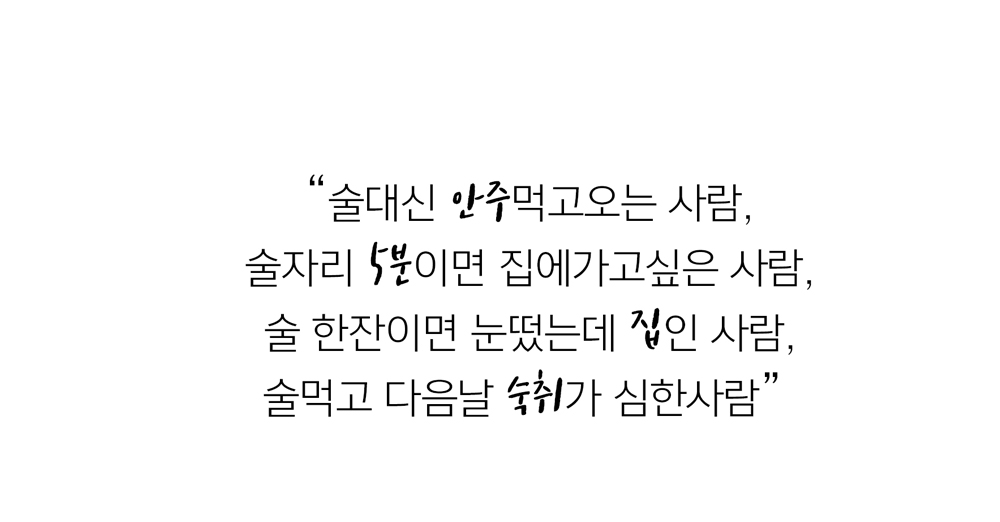 “술대신 안주먹고오는 사람,
술자리 5분이면 집에가고싶은 사람,
술 한잔이면 눈떴는데 집인 사람,
술먹고 다음날 숙취가 심한사람”